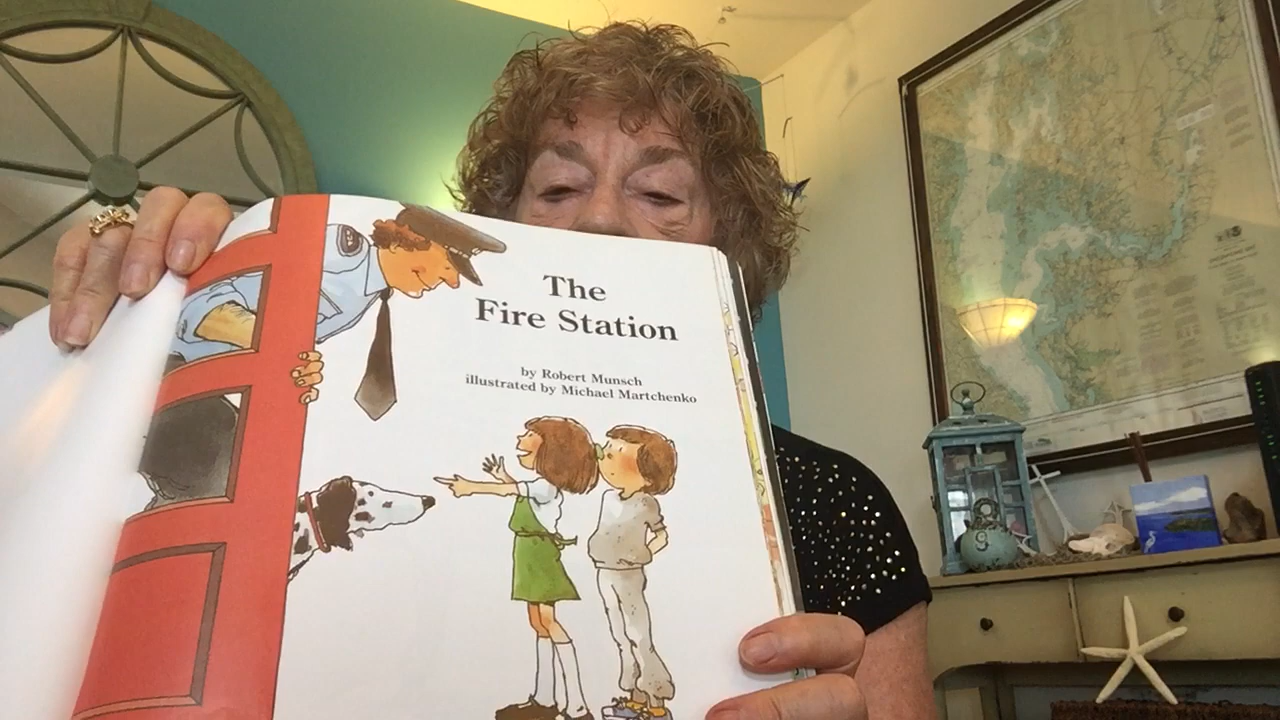 The
Fire Station
by Robert Munsch
illustrated by Michael Martchenko